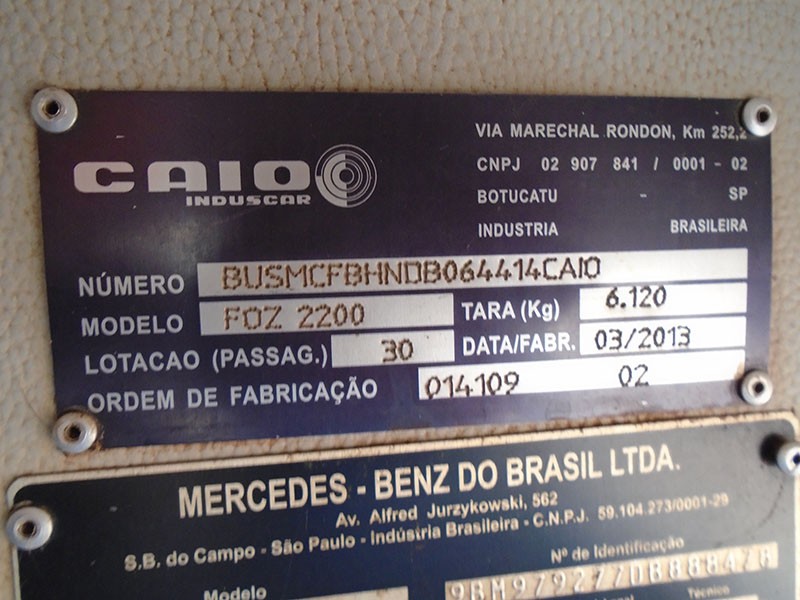 VIA MARECHAL RONDON, Km 252,2
CAIO
INDUSCAR
CNPJ 02 907 841 / 0001 - 02
BOTUCATU - SP
INDUSTRIA BRASILEIRA
NÚMERO BUSMCFBHNDB064414CAIO
MODELO FOZ 2200 TARA (Kg) 6.120
LOTACAO (PASSAG.) 30 DATA/FABR. 03/2013
ORDEM DE FABRICAÇÃO 014109 02
MERCEDES - BENZ DO BRASIL LTDA.
Av. Alfred Jurzykowski, 562
S.B. do Campo - São Paulo - Indústria Brasileira - C.N.P.J. 59.104.273/0001-29
Nº de Identificação
Modelo 9BM979277DB888478
Técnico